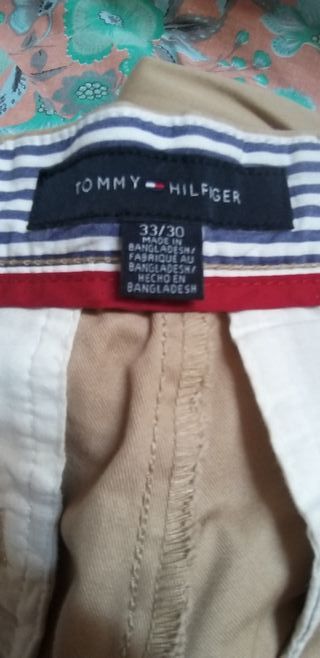 TOMMY HILFIGER
33/30
MADE IN
BANGLADESH/
FABRIQUÉ AU
BANGLADESH/
HECHO EN
BANGLADESH